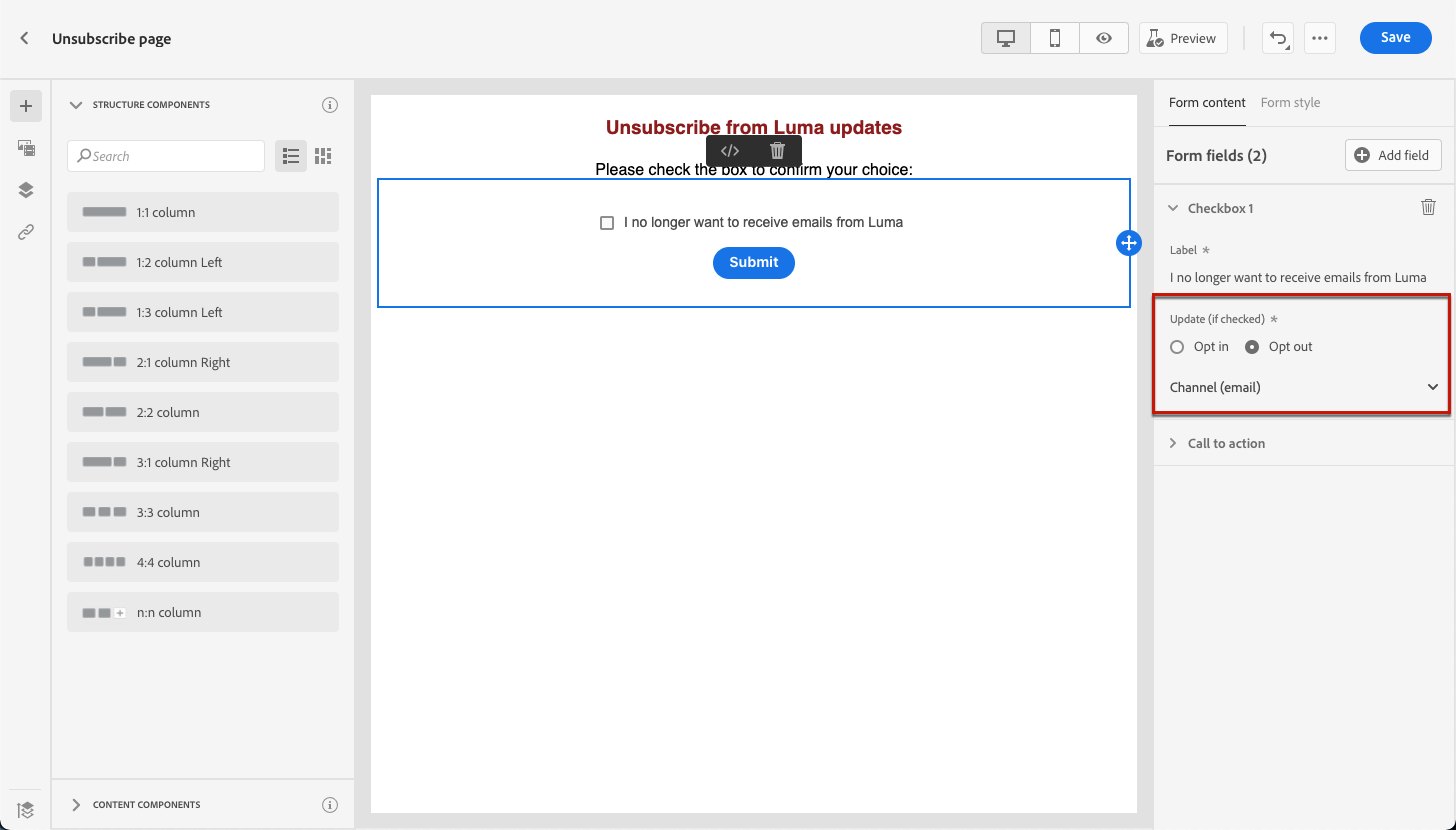 Unsubscribe page
Preview
Save
STRUCTURE COMPONENTS
Search
1:1 column
1:2 column Left
1:3 column Left
2:1 column Right
2:2 column
3:1 column Right
3:3 column
4:4 column
n:n column
CONTENT COMPONENTS
Unsubscribe from Luma updates
Please check the box to confirm your choice:
I no longer want to receive emails from Luma
Submit
Form content Form style
Form fields (2)
Add field
Checkbox 1
Label *
I no longer want to receive emails from Luma
Update (if checked) *
Opt in Opt out
Channel (email)
Call to action